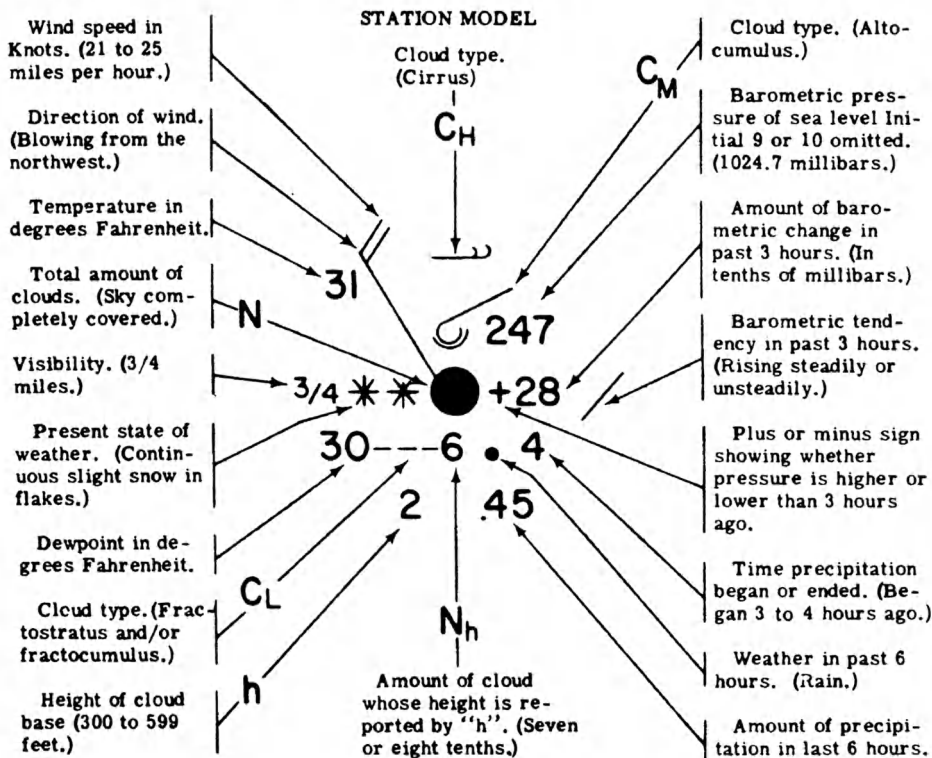 STATION MODEL
Wind speed in
Knots. (21 to 25
miles per hour.)
Direction of wind.
(Blowing from the
northwest.)
Temperature in
degrees Fahrenheit.
Total amount of
clouds. (Sky com-
pletely covered.)
Visibility. (3/4
miles.)
Present state of
weather. (Contin-
uous slight snow in
flakes.)
Dewpoint in de-
grees Fahrenheit.
Cloud type. (Frac-
tostratus and/or
fractocumulus.)
Height of cloud
base (300 to 599
feet.)
Cloud type.
(Cirrus)
CH
CM
31
N
247
3/4
+28
30----6
4
2
.45
CL
h
Nh
Amount of cloud
whose height is re-
ported by "h". (Seven
or eight tenths.)
Cloud type. (Alto-
cumulus.)
Barometric pres-
sure of sea level Ini-
tial 9 or 10 omitted.
(1024.7 millibars.)
Amount of baro-
metric change in
past 3 hours. (In
tenths of millibars.)
Barometric tend-
ency in past 3 hours.
(Rising steadily or
unsteadily.)
Plus or minus sign
showing whether
pressure is higher or
lower than 3 hours
ago.
Time precipitation
began or ended. (Be-
gan 3 to 4 hours ago.)
Weather in past 6
hours. (Rain.)
Amount of precipi-
tation in last 6 hours.